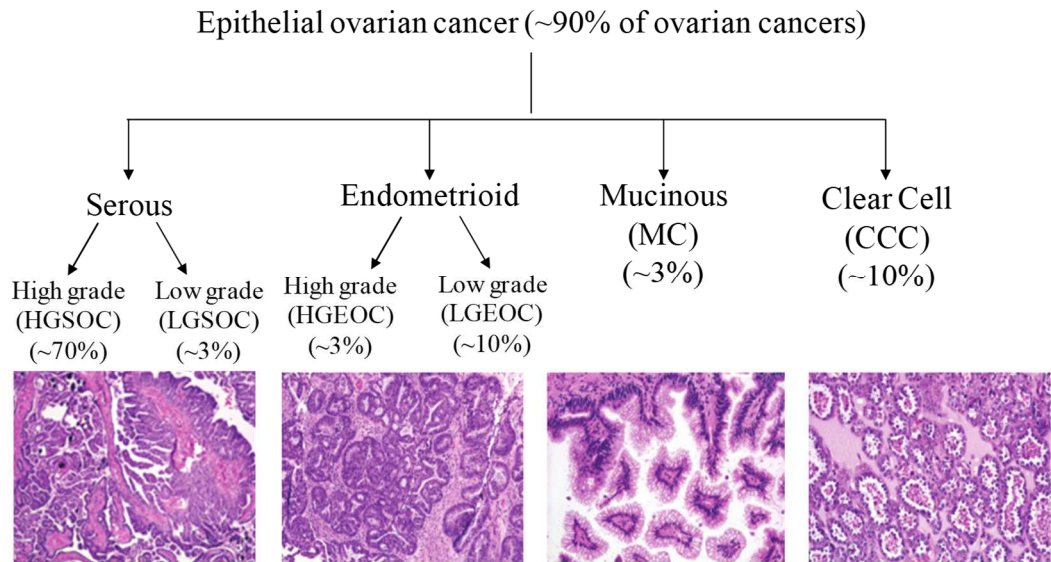 Epithelial ovarian cancer (~90% of ovarian cancers)
Serous
Endometrioid
Mucinous
(MC)
(~3%)
Clear Cell
(CCC)
(~10%)
High grade
(HGSOC)
(~70%)
Low grade
(LGSOC)
(~3%)
High grade
(HGEOC)
(~3%)
Low grade
(LGEOC)
(~10%)